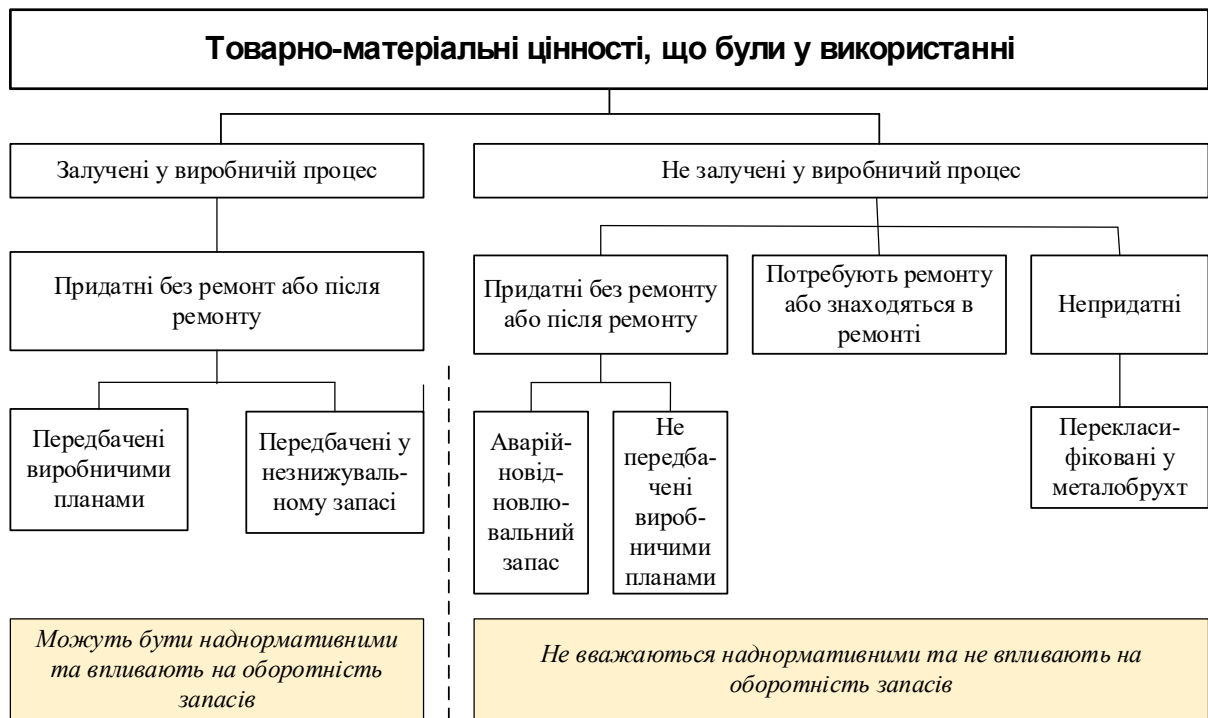 Товарно-матеріальні цінності, що були у використанні
Залучені у виробничій процес
Не залучені у виробничий процес
Придатні без ремонт або після
ремонту
Придатні без ремонту
або після ремонту
Потребують ремонту
або знаходяться в
ремонті
Непридатні
Передбачені
виробничими
планами
Передбачені у
незнижуваль-
ному запасі
Аварій-
новід-
новлю-
вальний
запас
Не
передба-
чені
вироб-
ничими
планами
Перекласи-
фіковані у
металобрухт
Можуть бути наднормативними
та впливають на оборотність
запасів
Не вважаються наднормативними та не впливають на
оборотність запасів